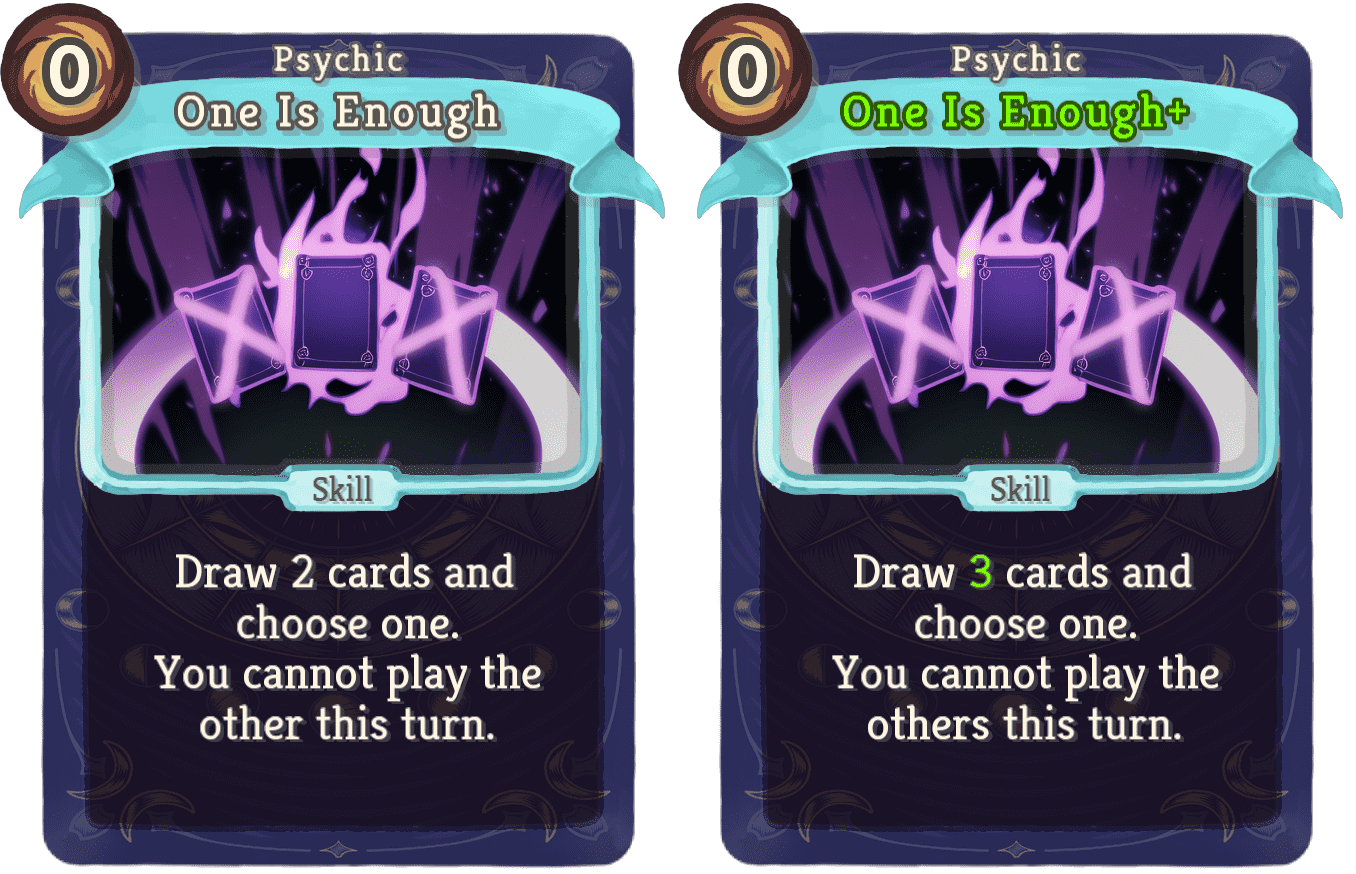 0
Psychic
One Is Enough
Skill
Draw 2 cards and
choose one.
You cannot play the
other this turn.
0
Psychic
One Is Enough+
Skill
Draw 3 cards and
choose one.
You cannot play the
others this turn.